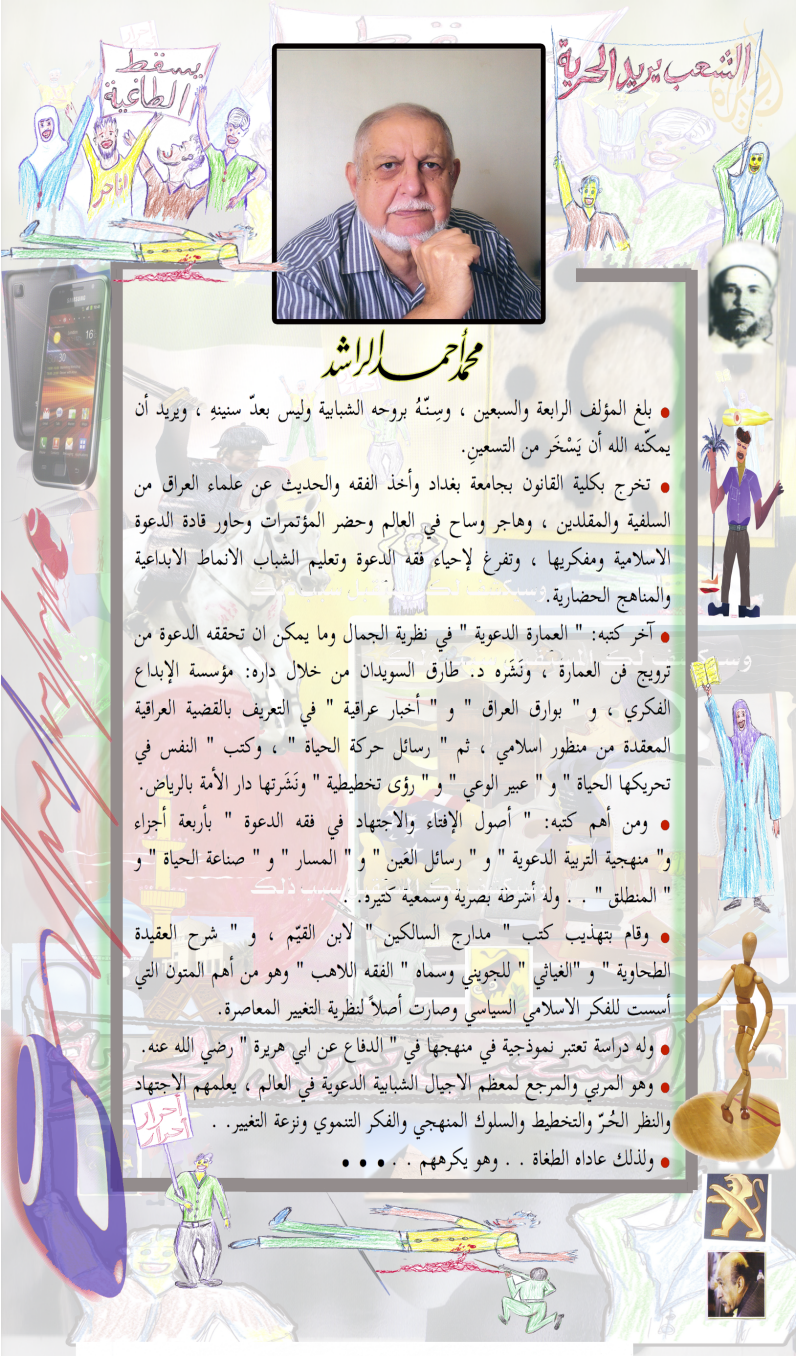 الشعب يريد الحرية
يسقط
الطاغية
محمد أحمد الراشد
● بلغ المؤلف الرابعة والسبعين ، وسِنّـهُ بروحه الشبابية وليس بعدّ سنينهِ ، ويريد أن
يمكّنه الله أن يَسْخَر من التسعينِ.
● تخرج بكلية القانون بجامعة بغداد وأخذ الفقه والحديث عن علماء العراق من
السلفية والمقلدين ، وهاجر وساح في العالم وحضر المؤتمرات وحاور قادة الدعوة
الاسلامية ومفكريها ، وتفرغ لإحياء فقه الدعوة وتعليم الشباب الانماط الابداعية
والمناهج الحضارية.
● آخر كتبه: " العمارة الدعوية " في نظرية الجمال وما يمكن ان تحققه الدعوة من
ترويج فن العمارة ، ونَشَره د. طارق السويدان من خلال داره: مؤسسة الإبداع
الفكري ، و " بوارق العراق " و " أخبار عراقية " في التعريف بالقضية العراقية
المعقدة من منظور اسلامي ، ثم " رسائل حركة الحياة " ، وكتب " النفس في
تحريكها الحياة " و " عبير الوعي " و " رؤى تخطيطية " ونَشَرتها دار الأمة بالرياض.
● ومن أهم كتبه: " أصول الإفتاء والاجتهاد في فقه الدعوة " بأربعة أجزاء
و" منهجية التربية الدعوية " و " رسائل العَين " و " المسار " و " صناعة الحياة " و
" المنطلق " . . وله أشرطة بصرية وسمعية كثيرة. .
● وقام بتهذيب كتب " مدارج السالكين " لابن القيّم ، و " شرح العقيدة
الطحاوية " و "الغياثي " للجويني وسماه " الفقه اللاهب " وهو من أهم المتون التي
أسست للفكر الاسلامي السياسي وصارت أصلاً لنظرية التغيير المعاصرة.
● وله دراسة تعتبر نموذجية في منهجها في " الدفاع عن ابي هريرة " رضي الله عنه.
● وهو المربي والمرجع لمعظم الاجيال الشبابية الدعوية في العالم ، يعلمهم الاجتهاد
والنظر الحُرّ والتخطيط والسلوك المنهجي والفكر التنموي ونزعة التغيير. .
● ولذلك عاداه الطغاة . . وهو يكرههم . . ● ● ● ●
أحرار
أحرار
انا حر
SAMSUNG